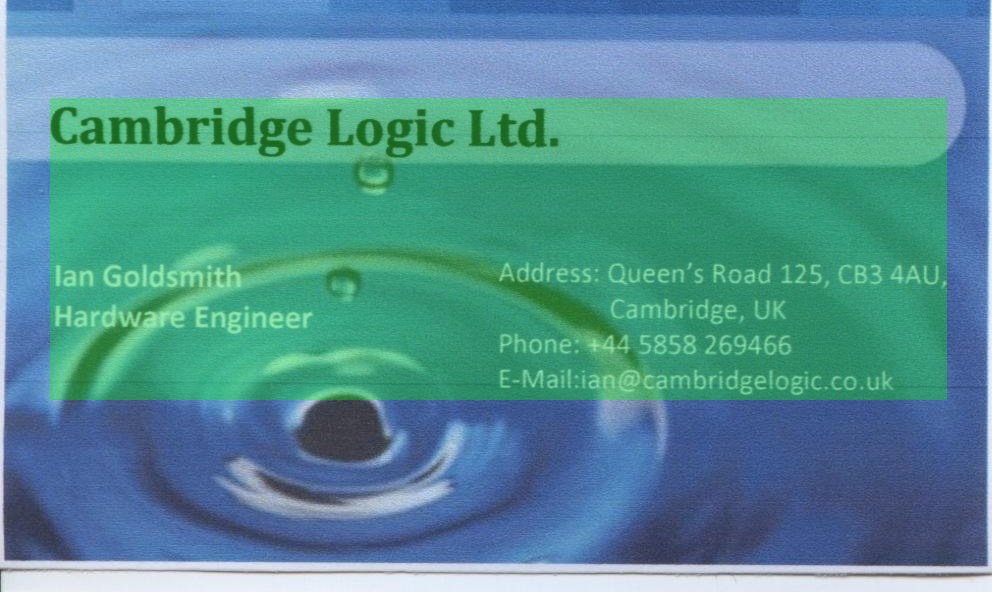 Cambridge Logic Ltd.
Ian Goldsmith
Hardware Engineer
Address: Queen's Road 125, CB3 4AU,
Cambridge, UK
Phone: +44 5858 269466
E-Mail:ian@cambridgelogic.co.uk